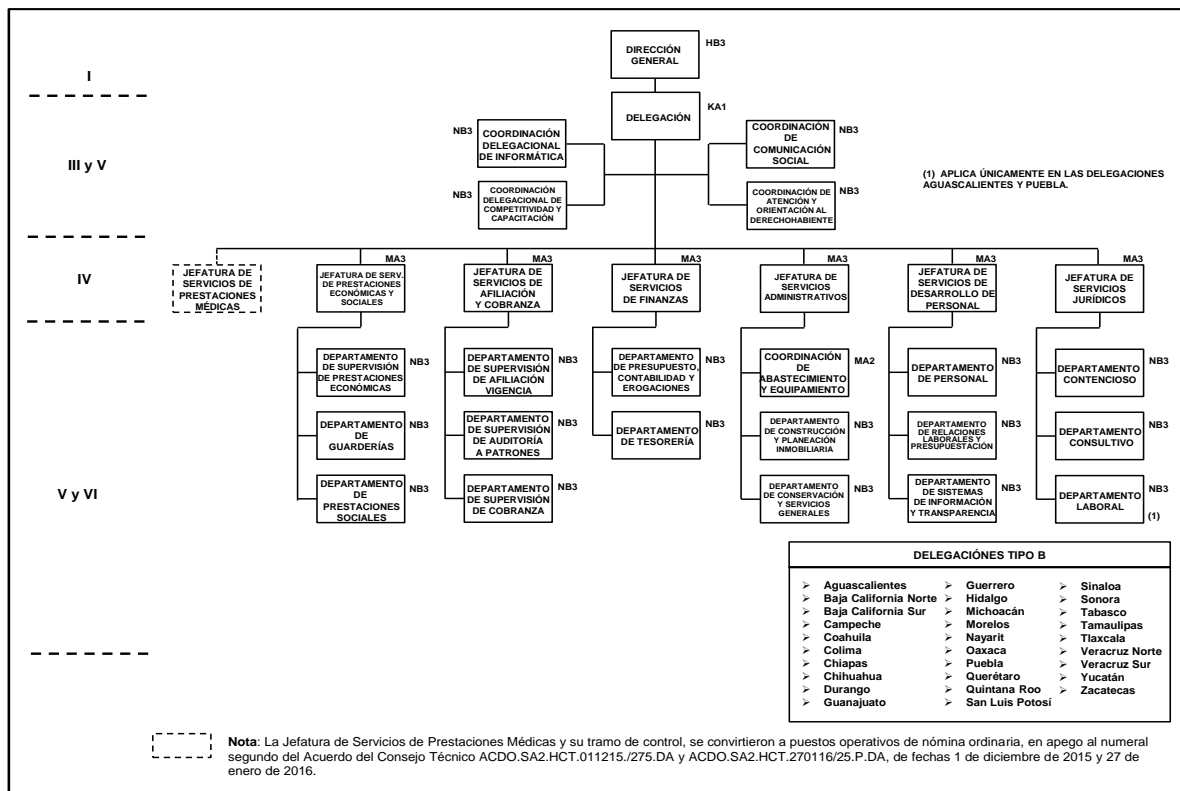 I
DIRECCIÓN
GENERAL
HB3
DELEGACIÓN
KA1
III y V
NB3
COORDINACIÓN
DELEGACIONAL
DE INFORMÁTICA
COORDINACIÓN
DE
COMUNICACIÓN
SOCIAL
NB3
NB3
COORDINACIÓN
DELEGACIONAL DE
COMPETITIVIDAD Y
CAPACITACIÓN
COORDINACIÓN DE
ATENCIÓN Y
ORIENTACIÓN AL
DERECHOHABIENTE
NB3
(1) APLICA ÚNICAMENTE EN LAS DELEGACIONES
AGUASCALIENTES Y PUEBLA.
IV
JEFATURA DE
SERVICIOS DE
PRESTACIONES
MÉDICAS
MA3
JEFATURA DE SERV.
DE PRESTACIONES
ECONÓMICAS Y
SOCIALES
MA3
JEFATURA DE
SERVICIOS DE
AFILIACIÓN
Y COBRANZA
MA3
JEFATURA DE
SERVICIOS
DE FINANZAS
MA3
JEFATURA DE
SERVICIOS
ADMINISTRATIVOS
MA3
JEFATURA DE
SERVICIOS DE
DESARROLLO DE
PERSONAL
MA3
JEFATURA DE
SERVICIOS
JURÍDICOS
V y VI
DEPARTAMENTO
DE SUPERVISIÓN
DE PRESTACIONES
ECONÓMICAS
NB3
DEPARTAMENTO
DE SUPERVISIÓN
DE AFILIACIÓN
VIGENCIA
NB3
DEPARTAMENTO
DE PRESUPUESTO,
CONTABILIDAD Y
EROGACIONES
NB3
COORDINACIÓN
DE
ABASTECIMIENTO
Y EQUIPAMIENTO
MA2
DEPARTAMENTO
DE PERSONAL
NB3
DEPARTAMENTO
CONTENCIOSO
NB3
DEPARTAMENTO
DE
GUARDERÍAS
NB3
DEPARTAMENTO
DE SUPERVISIÓN
DE AUDITORÍA
A PATRONES
NB3
DEPARTAMENTO
DE TESORERÍA
NB3
DEPARTAMENTO
DE CONSTRUCCIÓN
Y PLANEACIÓN
INMOBILIARIA
NB3
DEPARTAMENTO
DE RELACIONES
LABORALES Y
PRESUPUESTACIÓN
NB3
DEPARTAMENTO
CONSULTIVO
NB3
DEPARTAMENTO
DE
PRESTACIONES
SOCIALES
NB3
DEPARTAMENTO
DE SUPERVISIÓN
DE COBRANZA
NB3
DEPARTAMENTO
DE CONSERVACIÓN
Y SERVICIOS
GENERALES
NB3
DEPARTAMENTO
DE SISTEMAS
DE INFORMACIÓN
Y TRANSPARENCIA
NB3
DEPARTAMENTO
LABORAL
NB3
(1)
DELEGACIÓNES TIPO B
Aguascalientes
Baja California Norte
Baja California Sur
Campeche
Coahuila
Colima
Chiapas
Chihuahua
Durango
Guanajuato
Guerrero
Hidalgo
Michoacán
Morelos
Nayarit
Oaxaca
Puebla
Querétaro
Quintana Roo
San Luis Potosí
Sinaloa
Sonora
Tabasco
Tamaulipas
Tlaxcala
Veracruz Norte
Veracruz Sur
Yucatán
Zacatecas
Nota: La Jefatura de Servicios de Prestaciones Médicas y su tramo de control, se convirtieron a puestos operativos de nómina ordinaria, en apego al numeral
segundo del Acuerdo del Consejo Técnico ACDO.SA2.HCT.011215./275.DA y ACDO.SA2.HCT.270116/25.P.DA, de fechas 1 de diciembre de 2015 y 27 de
enero de 2016.